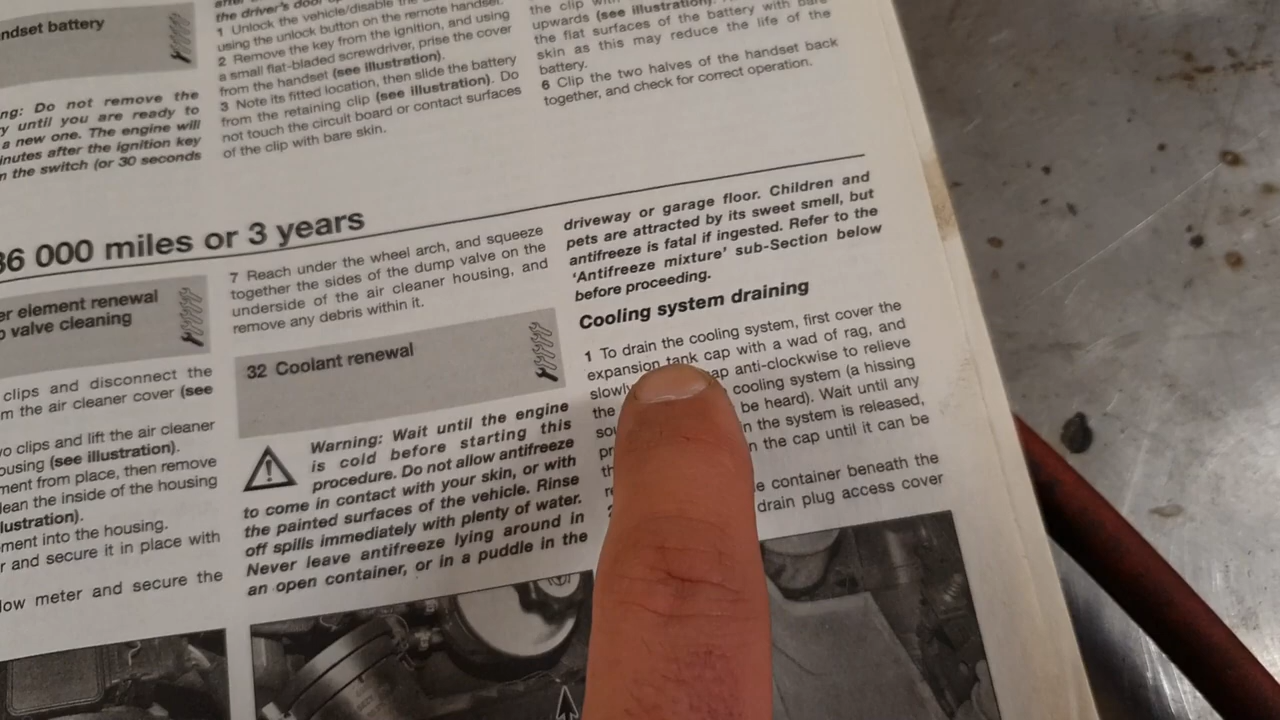 ndset battery
ng: Do not remove the
y until you are ready to
a new one. The engine will
inutes after the ignition key
n the switch (or 30 seconds
the driver's door
1 Unlock the vehicle/disable the
using the unlock button on the remote handset.
2 Remove the key from the ignition, and using
a small flat-bladed screwdriver, prise the cover
from the handset (see illustration).
3 Note its fitted location, then slide the battery
from the retaining clip (see illustration). Do
not touch the circuit board or contact surfaces
of the clip with bare skin.
the clip
upwards (see illustration).
the flat surfaces of the battery with bare
skin as this may reduce the life of the
battery.
6 Clip the two halves of the handset back
together, and check for correct operation.
36 000 miles or 3 years
er element renewal
valve cleaning
clips and disconnect the
m the air cleaner cover (see
wo clips and lift the air cleaner
ousing (see illustration).
ment from place, then remove
lean the inside of the housing
lustration).
ment into the housing.
r and secure it in place with
low meter and secure the
7 Reach under the wheel arch, and squeeze
together the sides of the dump valve on the
underside of the air cleaner housing, and
remove any debris within it.
32 Coolant renewal
Warning: Wait until the engine
is cold before starting this
procedure. Do not allow antifreeze
to come in contact with your skin, or with
the painted surfaces of the vehicle. Rinse
off spills immediately with plenty of water.
Never leave antifreeze lying around in
an open container, or in a puddle in the
driveway or garage floor. Children and
pets are attracted by its sweet smell, but
antifreeze is fatal if ingested. Refer to the
'Antifreeze mixture' sub-Section below
before proceeding.
Cooling system draining
1 To drain the cooling system, first cover the
expansion tank cap with a wad of rag, and
slowly ap anti-clockwise to relieve
the cooling system (a hissing
so be heard). Wait until any
pr n the system is released,
th n the cap until it can be
re
2 e container beneath the
drain plug access cover